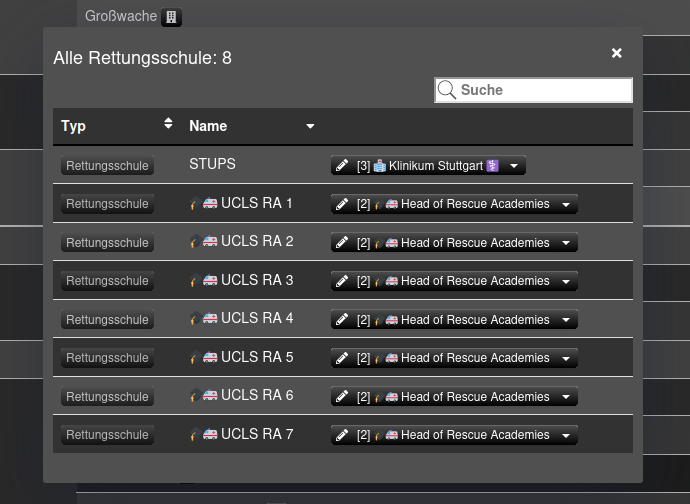 Großwache
Alle Rettungsschule: 8
×
Suche
Typ Name
Rettungsschule STUPS [3] Klinikum Stuttgart
Rettungsschule UCLS RA 1 [2] Head of Rescue Academies
Rettungsschule UCLS RA 2 [2] Head of Rescue Academies
Rettungsschule UCLS RA 3 [2] Head of Rescue Academies
Rettungsschule UCLS RA 4 [2] Head of Rescue Academies
Rettungsschule UCLS RA 5 [2] Head of Rescue Academies
Rettungsschule UCLS RA 6 [2] Head of Rescue Academies
Rettungsschule UCLS RA 7 [2] Head of Rescue Academies